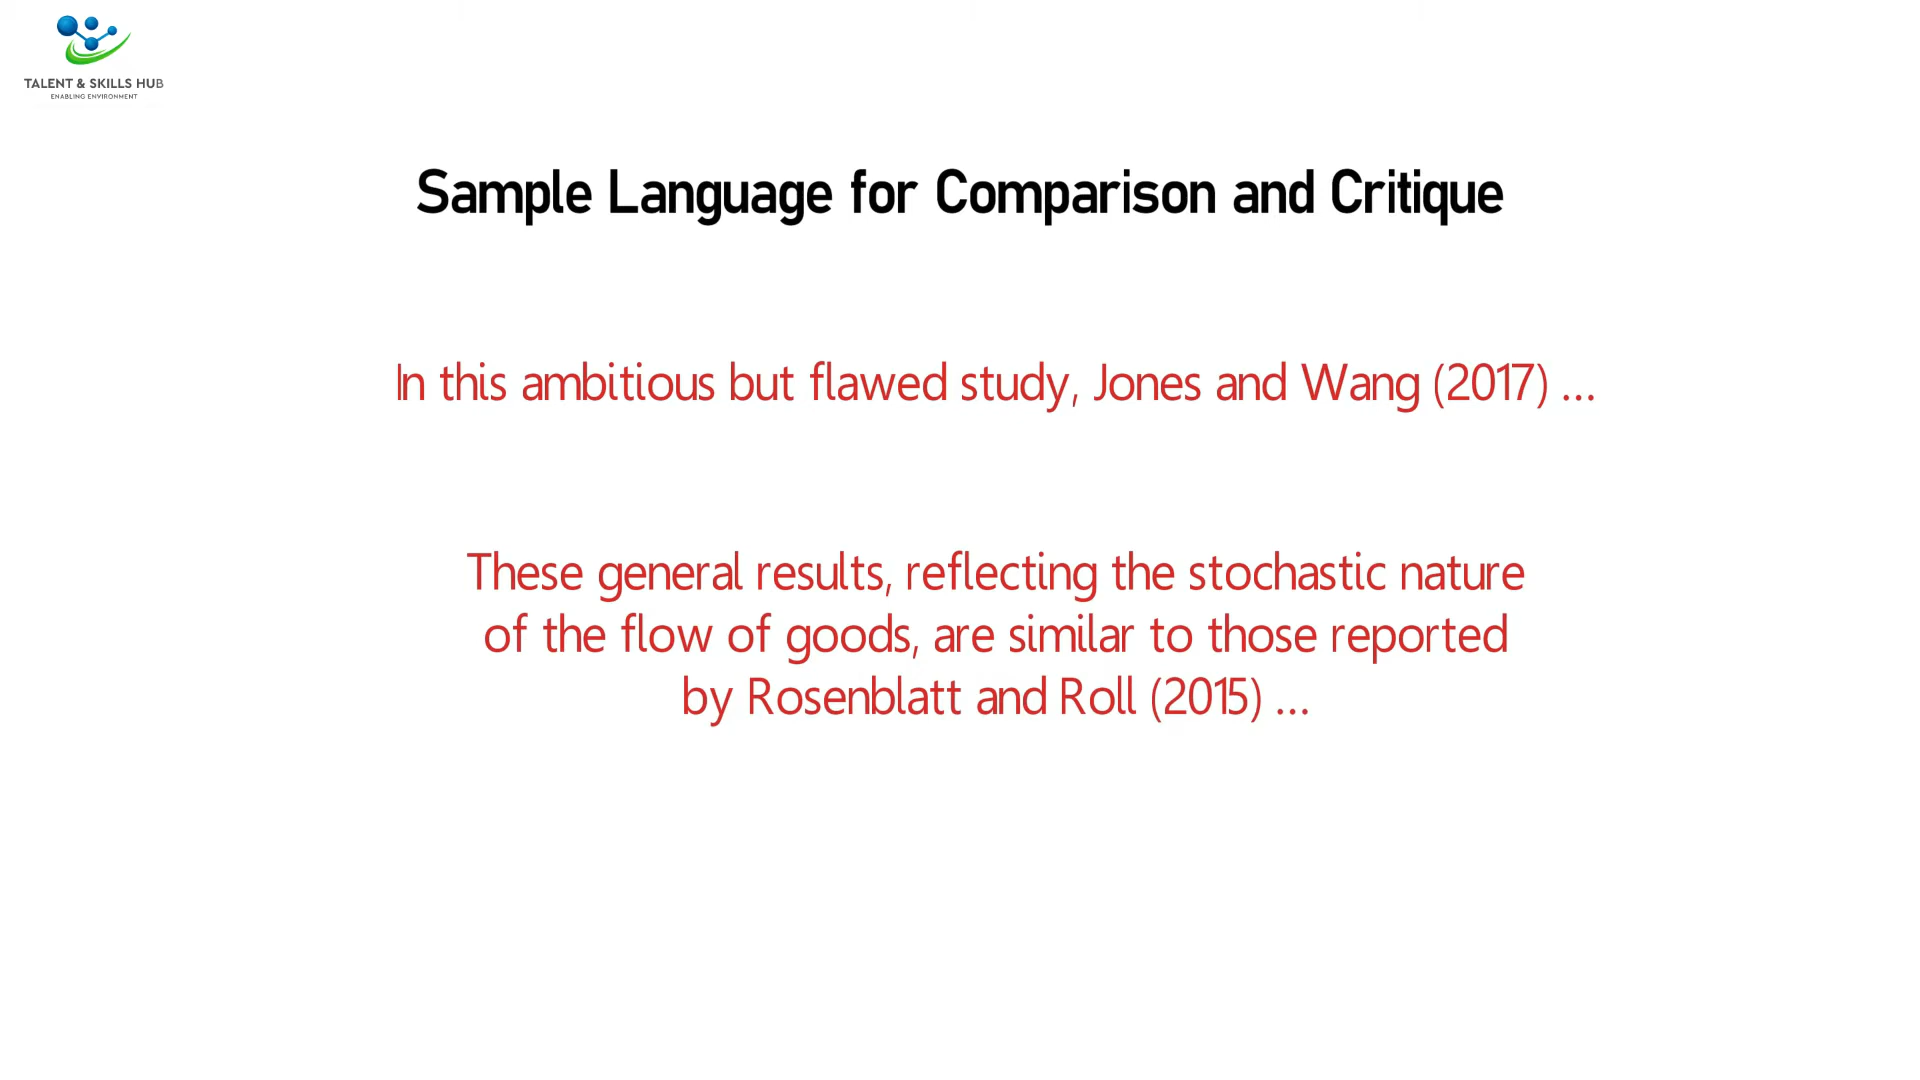 TALENT & SKILLS HUB
ENABLING ENVIRONMENT
Sample Language for Comparison and Critique
In this ambitious but flawed study, Jones and Wang (2017) ...
These general results, reflecting the stochastic nature
of the flow of goods, are similar to those reported
by Rosenblatt and Roll (2015) ...